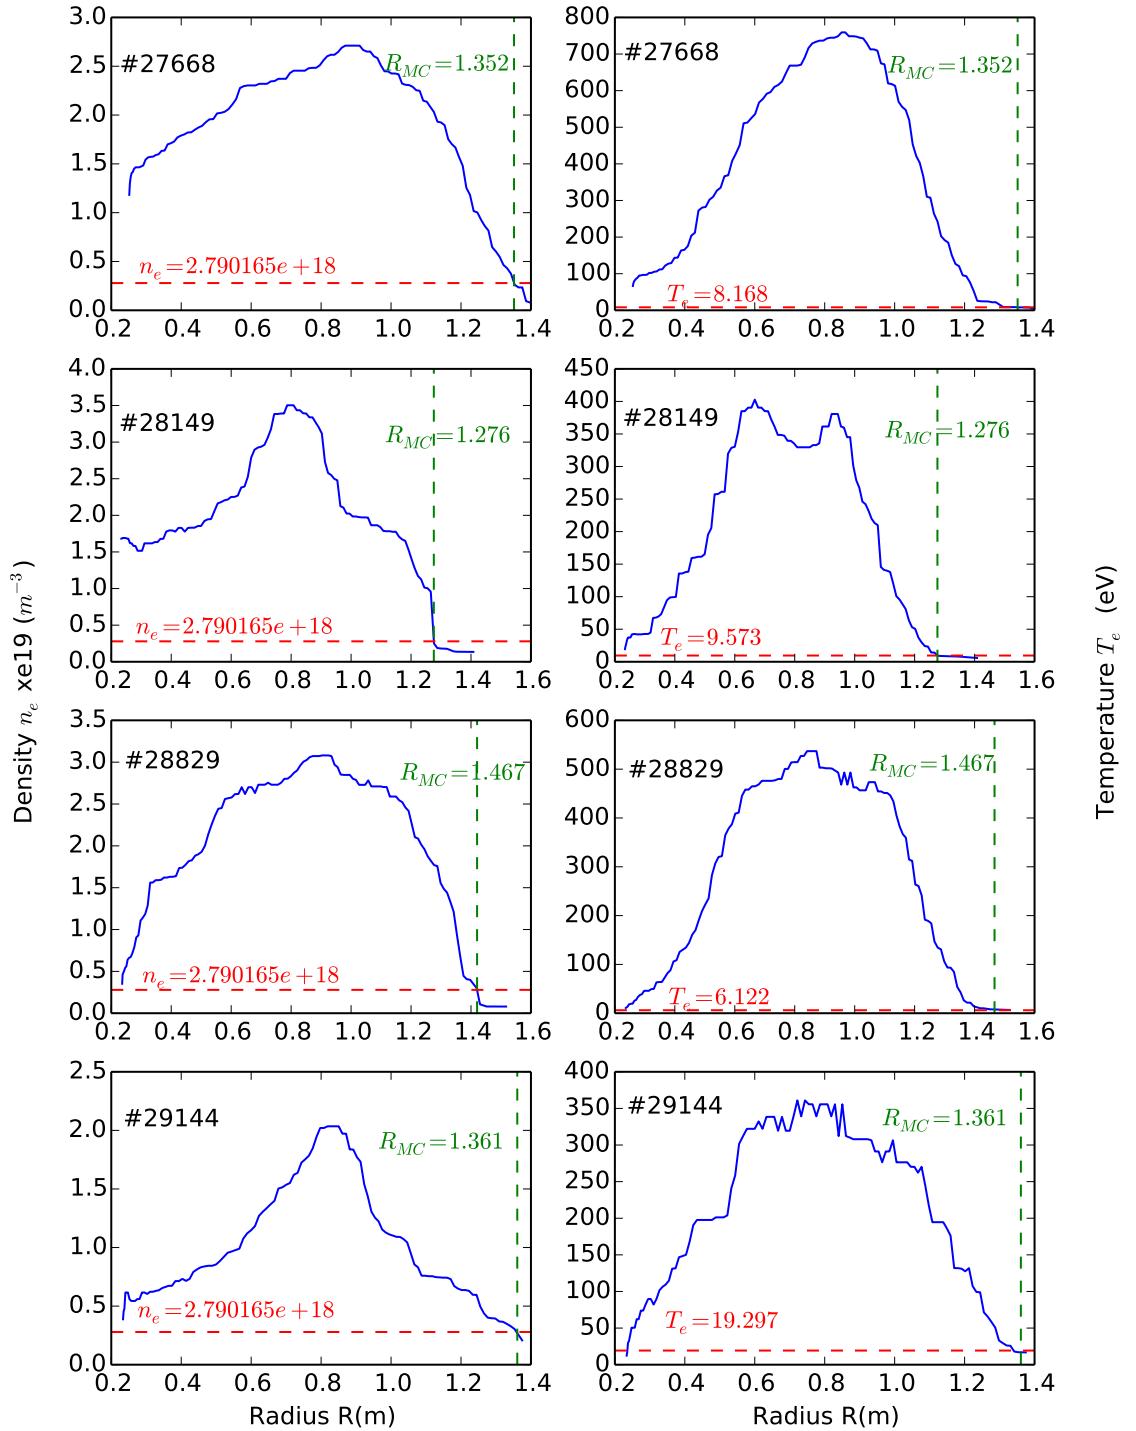 3.0
2.5
2.0
1.5
1.0
0.5
0.0
#27668
R_MC=1.352
n_e=2.790165e+18
0.2 0.4 0.6 0.8 1.0 1.2 1.4
800
700
600
500
400
300
200
100
0
#27668
R_MC=1.352
T_e=8.168
0.2 0.4 0.6 0.8 1.0 1.2 1.4
4.0
3.5
3.0
2.5
2.0
1.5
1.0
0.5
0.0
#28149
R_MC=1.276
n_e=2.790165e+18
0.2 0.4 0.6 0.8 1.0 1.2 1.4 1.6
450
400
350
300
250
200
150
100
50
0
#28149
R_MC=1.276
T_e=9.573
0.2 0.4 0.6 0.8 1.0 1.2 1.4 1.6
Density n_e xe19 (m^-3)
Temperature T_e (eV)
3.5
3.0
2.5
2.0
1.5
1.0
0.5
0.0
#28829
R_MC=1.467
n_e=2.790165e+18
0.2 0.4 0.6 0.8 1.0 1.2 1.4 1.6
600
500
400
300
200
100
0
#28829
R_MC=1.467
T_e=6.122
0.2 0.4 0.6 0.8 1.0 1.2 1.4 1.6
2.5
2.0
1.5
1.0
0.5
0.0
#29144
R_MC=1.361
n_e=2.790165e+18
0.2 0.4 0.6 0.8 1.0 1.2 1.4
Radius R(m)
400
350
300
250
200
150
100
50
0
#29144
R_MC=1.361
T_e=19.297
0.2 0.4 0.6 0.8 1.0 1.2 1.4
Radius R(m)